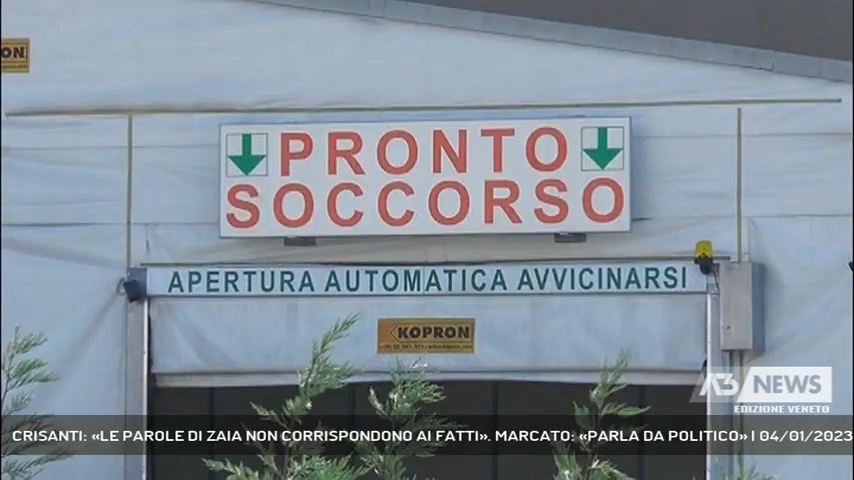 ON
PRONTO
SOCCORSO
APERTURA AUTOMATICA AVVICINARSI
KOPRON
A3 NEWS
EDIZIONE VENETO
CRISANTI: «LE PAROLE DI ZAIA NON CORRISPONDONO AI FATTI». MARCATO: «PARLA DA POLITICO» | 04/01/2023